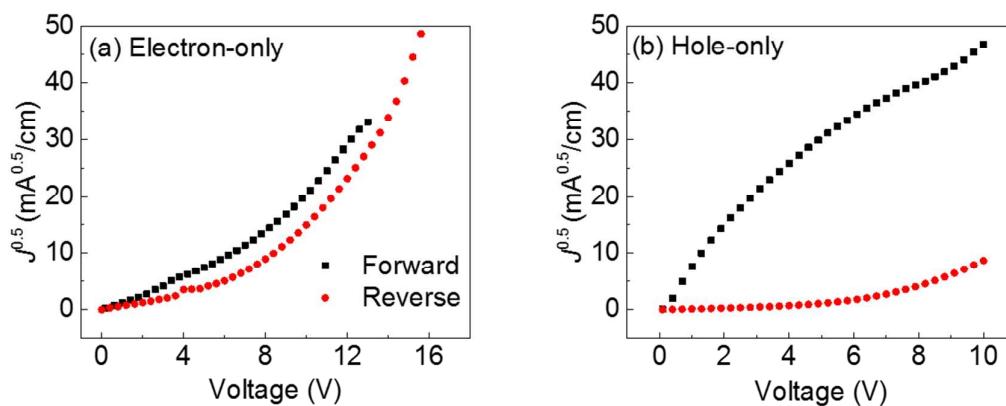 (a) Electron-only
J^0.5 (mA^0.5/cm)
50
40
30
20
10
0
Forward
Reverse
0 4 8 12 16
Voltage (V)
(b) Hole-only
J^0.5 (mA^0.5/cm)
50
40
30
20
10
0
0 2 4 6 8 10
Voltage (V)